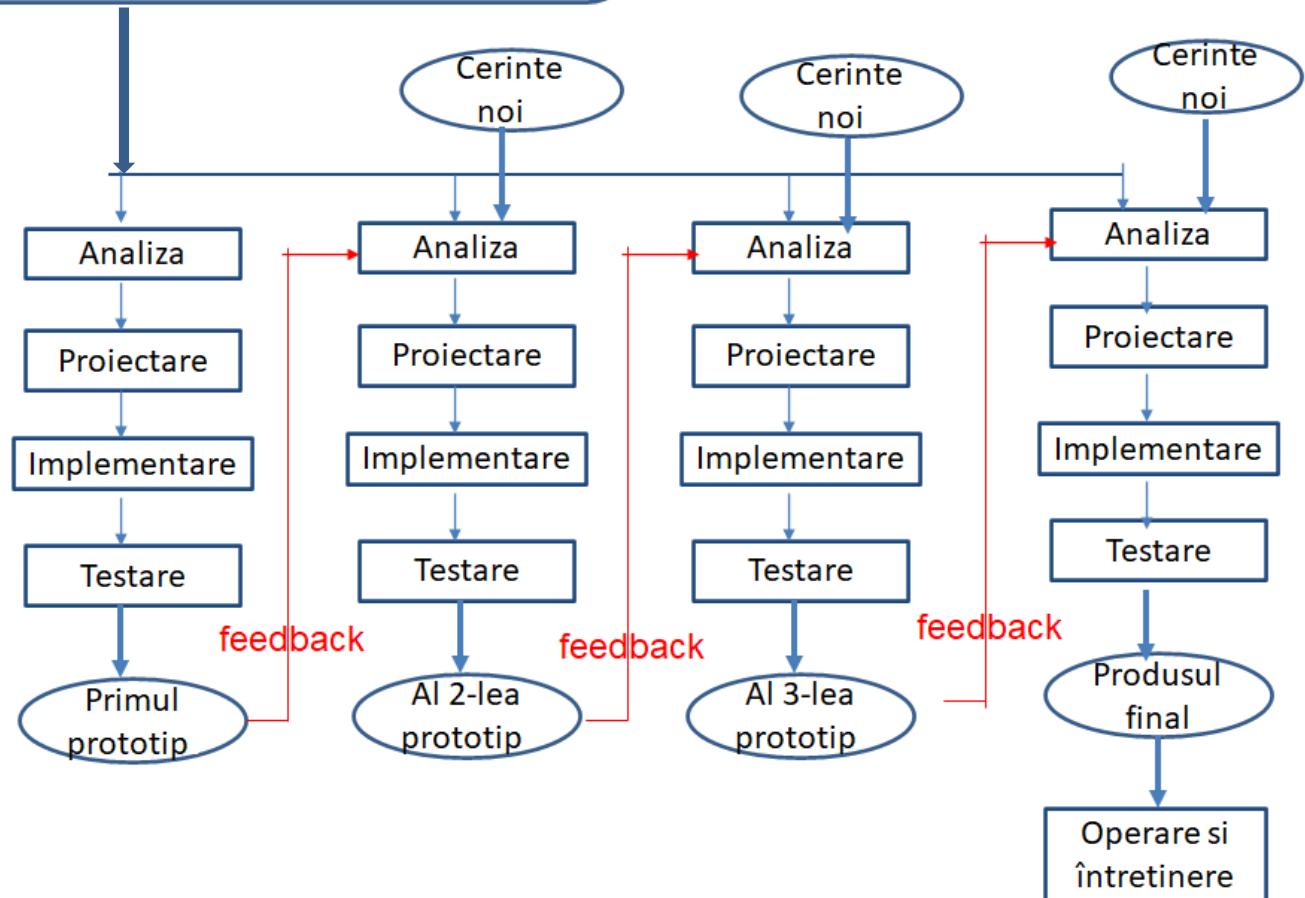 Cerinte
noi
Cerinte
noi
Cerinte
noi
Analiza
Analiza
Analiza
Analiza
Proiectare
Proiectare
Proiectare
Proiectare
Implementare
Implementare
Implementare
Implementare
Testare
Testare
Testare
Testare
feedback
feedback
feedback
Primul
prototip
Al 2-lea
prototip
Al 3-lea
prototip
Produsul
final
Operare si
întretinere